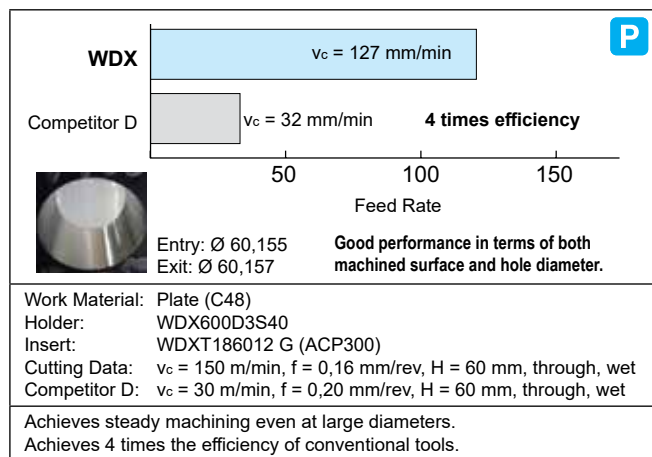 P
WDX
vc = 127 mm/min
Competitor D
vc = 32 mm/min
4 times efficiency
50
100
150
Feed Rate
Entry: Ø 60,155
Exit: Ø 60,157
Good performance in terms of both
machined surface and hole diameter.
Work Material: Plate (C48)
Holder: WDX600D3S40
Insert: WDXT186012 G (ACP300)
Cutting Data: vc = 150 m/min, f = 0,16 mm/rev, H = 60 mm, through, wet
Competitor D: vc = 30 m/min, f = 0,20 mm/rev, H = 60 mm, through, wet
Achieves steady machining even at large diameters.
Achieves 4 times the efficiency of conventional tools.